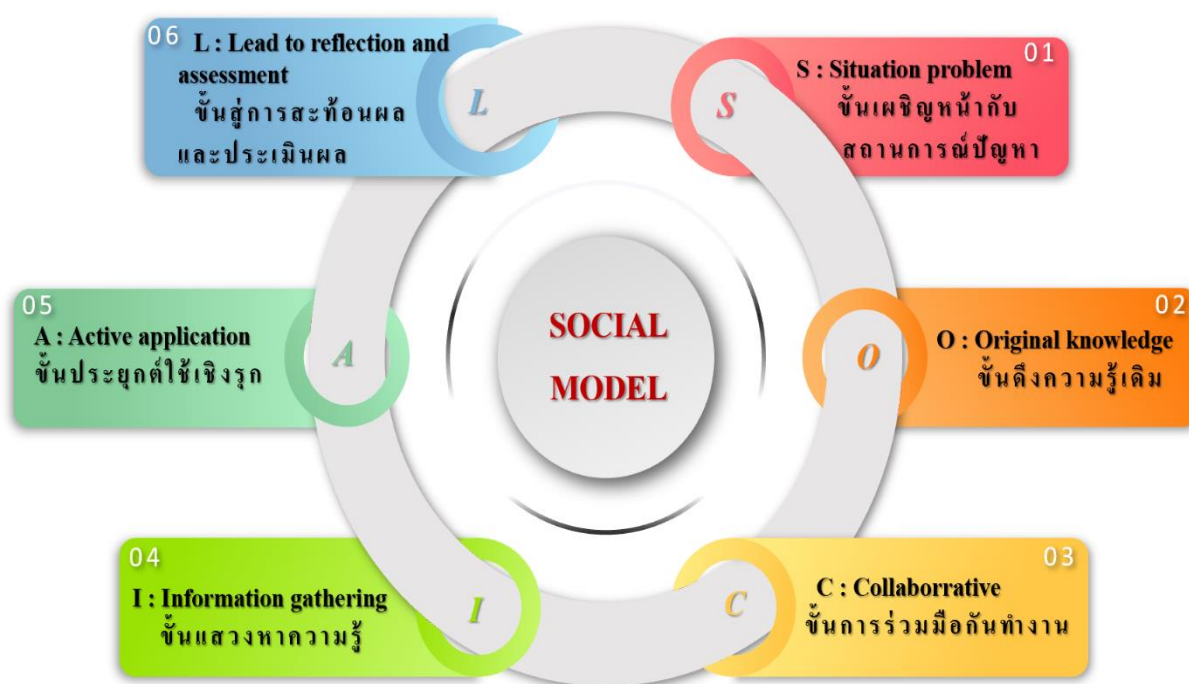 SOCIAL
MODEL
01
S : Situation problem
ขั้นเผชิญหน้ากับ
สถานการณ์ปัญหา
S
02
O : Original knowledge
ขั้นดึงความรู้เดิม
O
03
C : Collaborrative
ขั้นการร่วมมือกันทำงาน
C
04
I : Information gathering
ขั้นแสวงหาความรู้
I
05
A : Active application
ขั้นประยุกต์ใช้เชิงรุก
A
06
L : Lead to reflection and
assessment
ขั้นสู่การสะท้อนผล
และประเมินผล
L